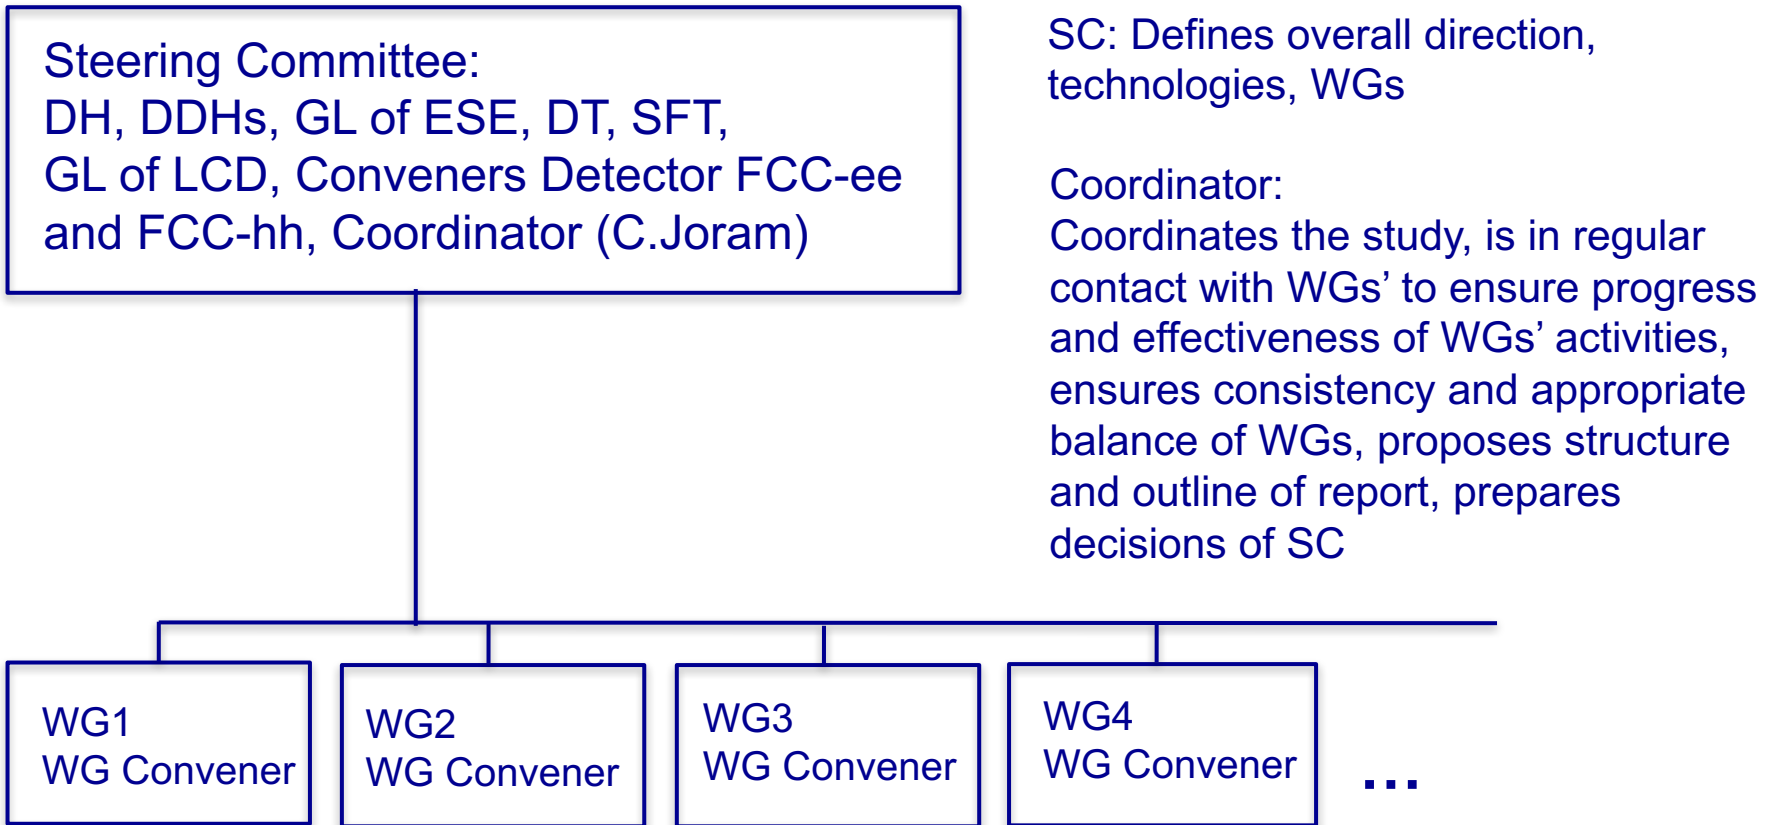 Steering Committee:
DH, DDHs, GL of ESE, DT, SFT,
GL of LCD, Conveners Detector FCC-ee
and FCC-hh, Coordinator (C.Joram)
SC: Defines overall direction,
technologies, WGs
Coordinator:
Coordinates the study, is in regular
contact with WGs’ to ensure progress
and effectiveness of WGs’ activities,
ensures consistency and appropriate
balance of WGs, proposes structure
and outline of report, prepares
decisions of SC
WG1
WG Convener
WG2
WG Convener
WG3
WG Convener
WG4
WG Convener
...